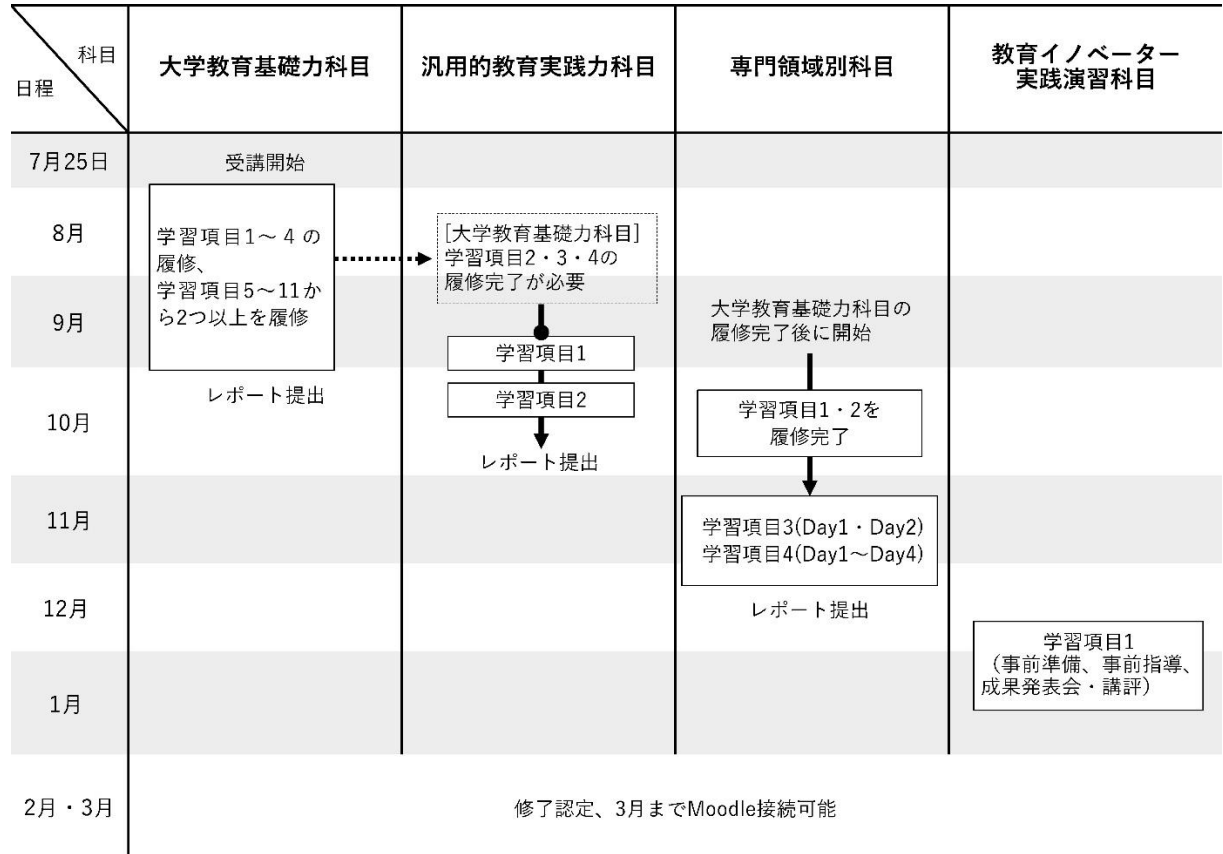 科目
日程
大学教育基礎力科目
汎用的教育実践力科目
専門領域別科目
教育イノベーター
実践演習科目
7月25日
受講開始
8月
学習項目1～4の
履修、
学習項目5～11か
ら2つ以上を履修
[大学教育基礎力科目]
学習項目2・3・4の
履修完了が必要
9月
大学教育基礎力科目の
履修完了後に開始
学習項目1
レポート提出
学習項目2
10月
学習項目1・2を
履修完了
レポート提出
11月
学習項目3(Day1・Day2)
学習項目4(Day1～Day4)
12月
レポート提出
学習項目1
（事前準備、事前指導、
成果発表会・講評）
1月
2月・3月
修了認定、3月までMoodle接続可能